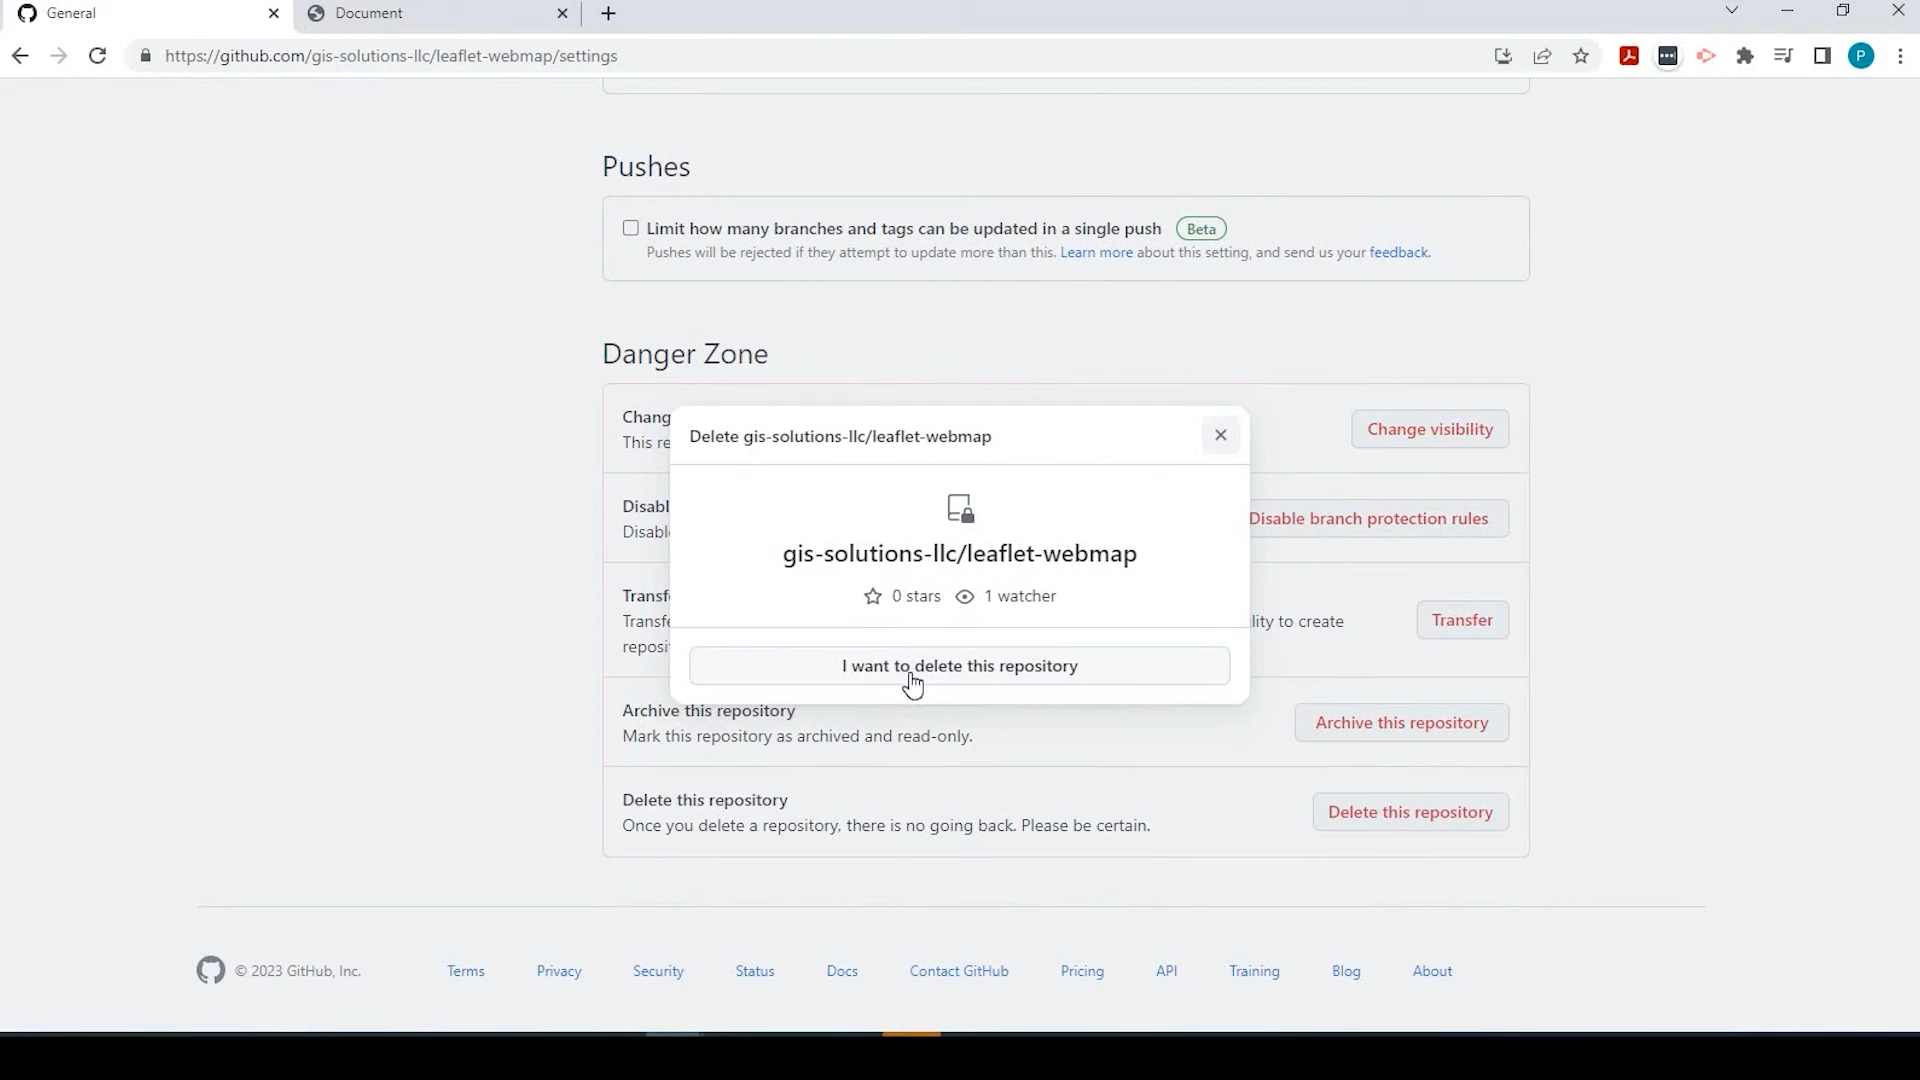 General
Document
https://github.com/gis-solutions-llc/leaflet-webmap/settings
P
Pushes
Limit how many branches and tags can be updated in a single push Beta
Pushes will be rejected if they attempt to update more than this. Learn more about this setting, and send us your feedback.
Danger Zone
Chang
This re
Change visibility
Delete gis-solutions-llc/leaflet-webmap
Disabl
Disable
Disable branch protection rules
gis-solutions-llc/leaflet-webmap
0 stars 1 watcher
Transf
Transfe lity to create
reposit
Transfer
I want to delete this repository
Archive this repository
Mark this repository as archived and read-only.
Archive this repository
Delete this repository
Once you delete a repository, there is no going back. Please be certain.
Delete this repository
© 2023 GitHub, Inc. Terms Privacy Security Status Docs Contact GitHub Pricing API Training Blog About